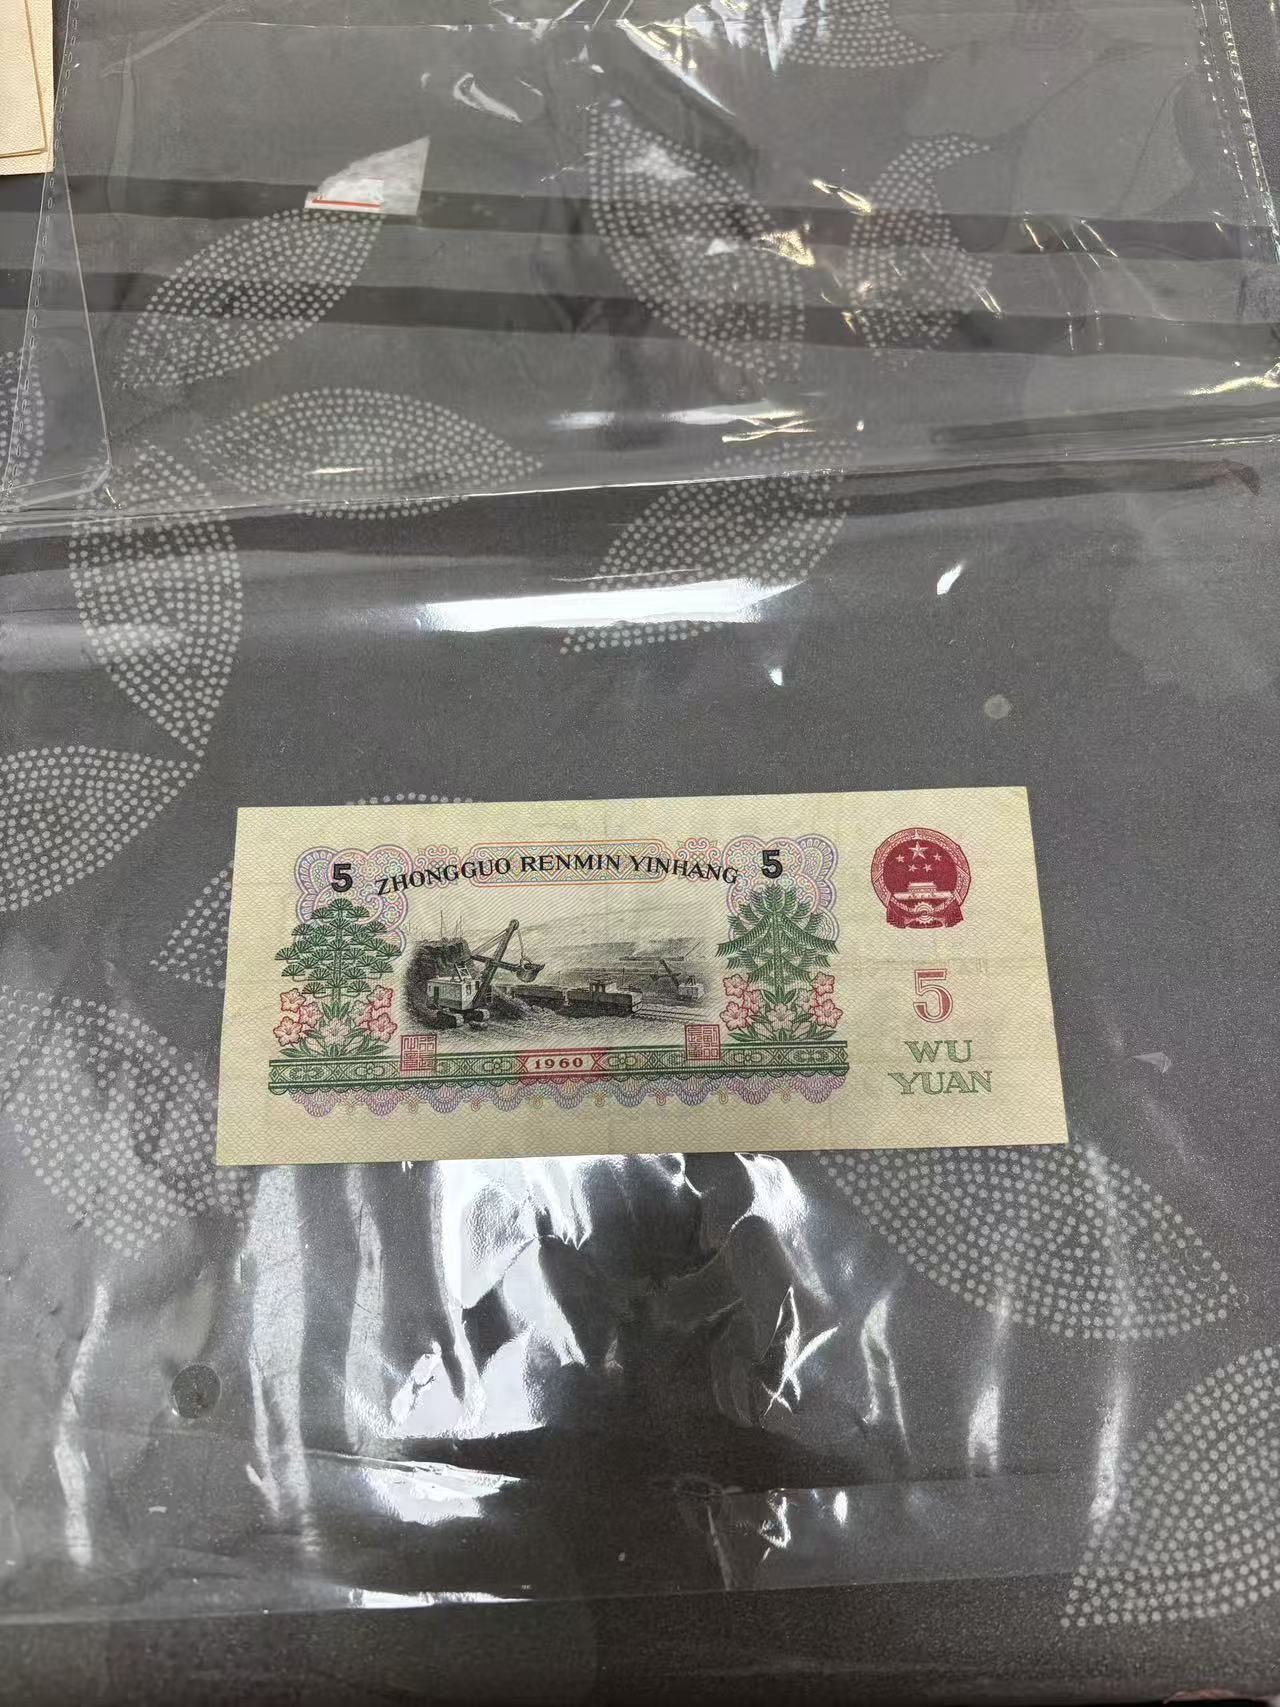 5 ZHONGGUO RENMIN YINHANG 5
1960
5
WU
YUAN